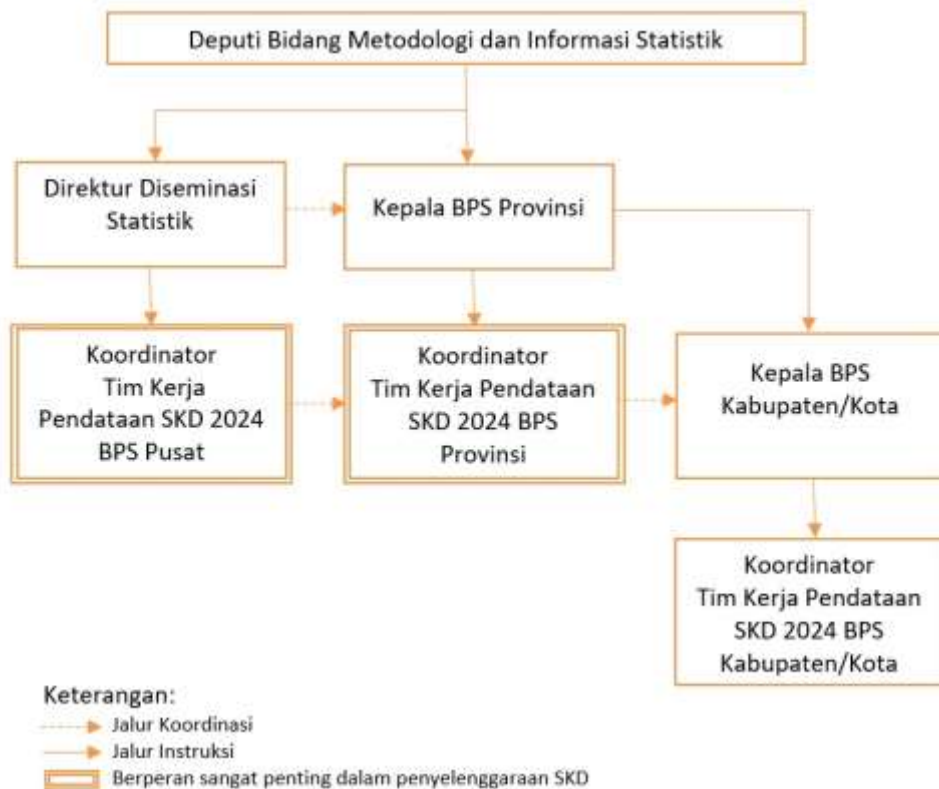 Deputi Bidang Metodologi dan Informasi Statistik
Direktur Diseminasi
Statistik
Kepala BPS Provinsi
Koordinator
Tim Kerja
Pendataan SKD 2024
BPS Pusat
Koordinator
Tim Kerja Pendataan
SKD 2024 BPS
Provinsi
Kepala BPS
Kabupaten/Kota
Koordinator
Tim Kerja Pendataan
SKD 2024 BPS
Kabupaten/Kota
Keterangan:
Jalur Koordinasi
Jalur Instruksi
Berperan sangat penting dalam penyelenggaraan SKD